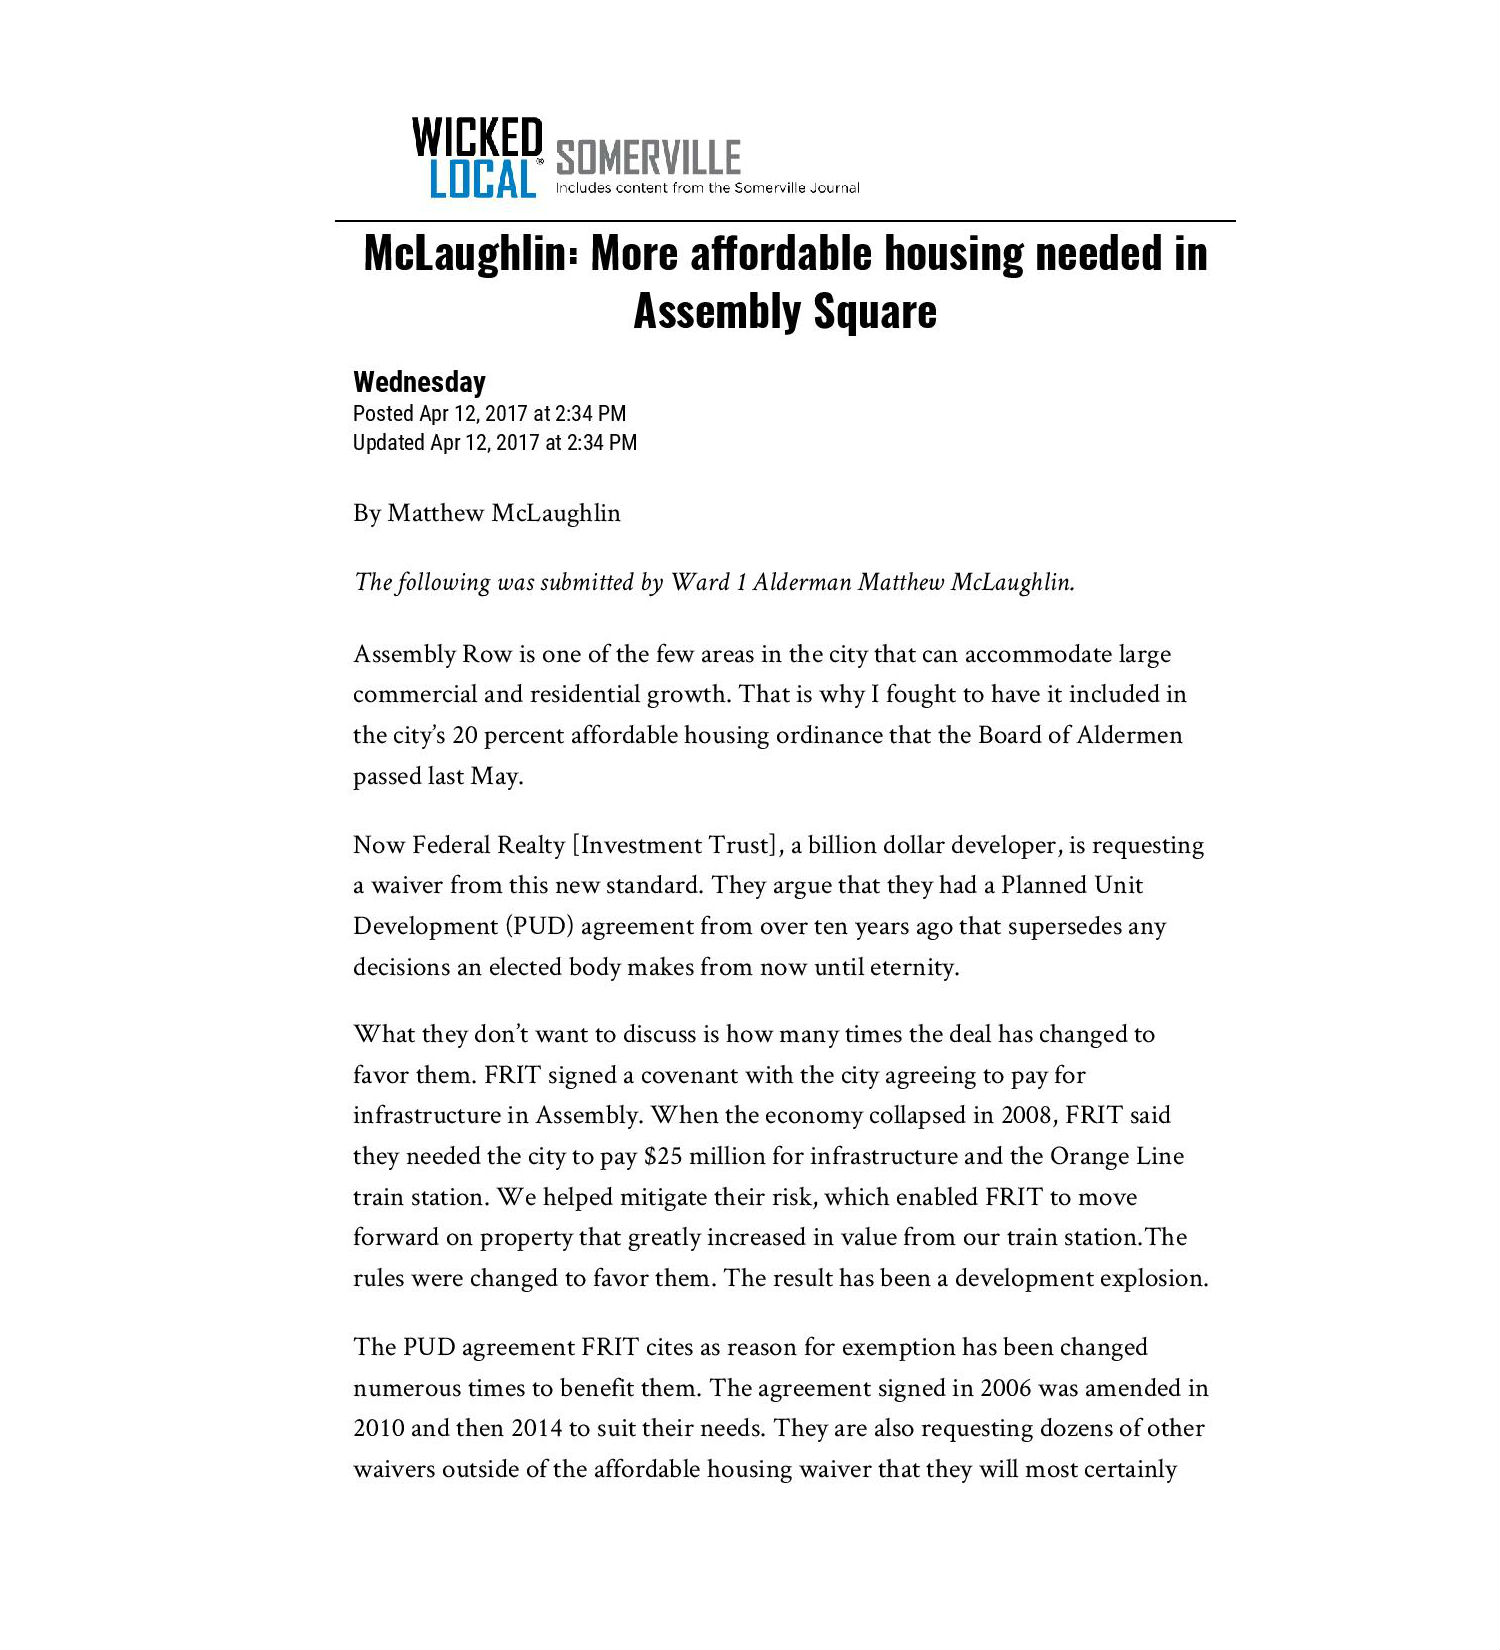 WICKED
LOCAL® SOMERVILLE
Includes content from the Somerville Journal
McLaughlin: More affordable housing needed in
Assembly Square
Wednesday
Posted Apr 12, 2017 at 2:34 PM
Updated Apr 12, 2017 at 2:34 PM
By Matthew McLaughlin
The following was submitted by Ward 1 Alderman Matthew McLaughlin.
Assembly Row is one of the few areas in the city that can accommodate large
commercial and residential growth. That is why I fought to have it included in
the city’s 20 percent affordable housing ordinance that the Board of Aldermen
passed last May.
Now Federal Realty [Investment Trust], a billion dollar developer, is requesting
a waiver from this new standard. They argue that they had a Planned Unit
Development (PUD) agreement from over ten years ago that supersedes any
decisions an elected body makes from now until eternity.
What they don’t want to discuss is how many times the deal has changed to
favor them. FRIT signed a covenant with the city agreeing to pay for
infrastructure in Assembly. When the economy collapsed in 2008, FRIT said
they needed the city to pay $25 million for infrastructure and the Orange Line
train station. We helped mitigate their risk, which enabled FRIT to move
forward on property that greatly increased in value from our train station.The
rules were changed to favor them. The result has been a development explosion.
The PUD agreement FRIT cites as reason for exemption has been changed
numerous times to benefit them. The agreement signed in 2006 was amended in
2010 and then 2014 to suit their needs. They are also requesting dozens of other
waivers outside of the affordable housing waiver that they will most certainly